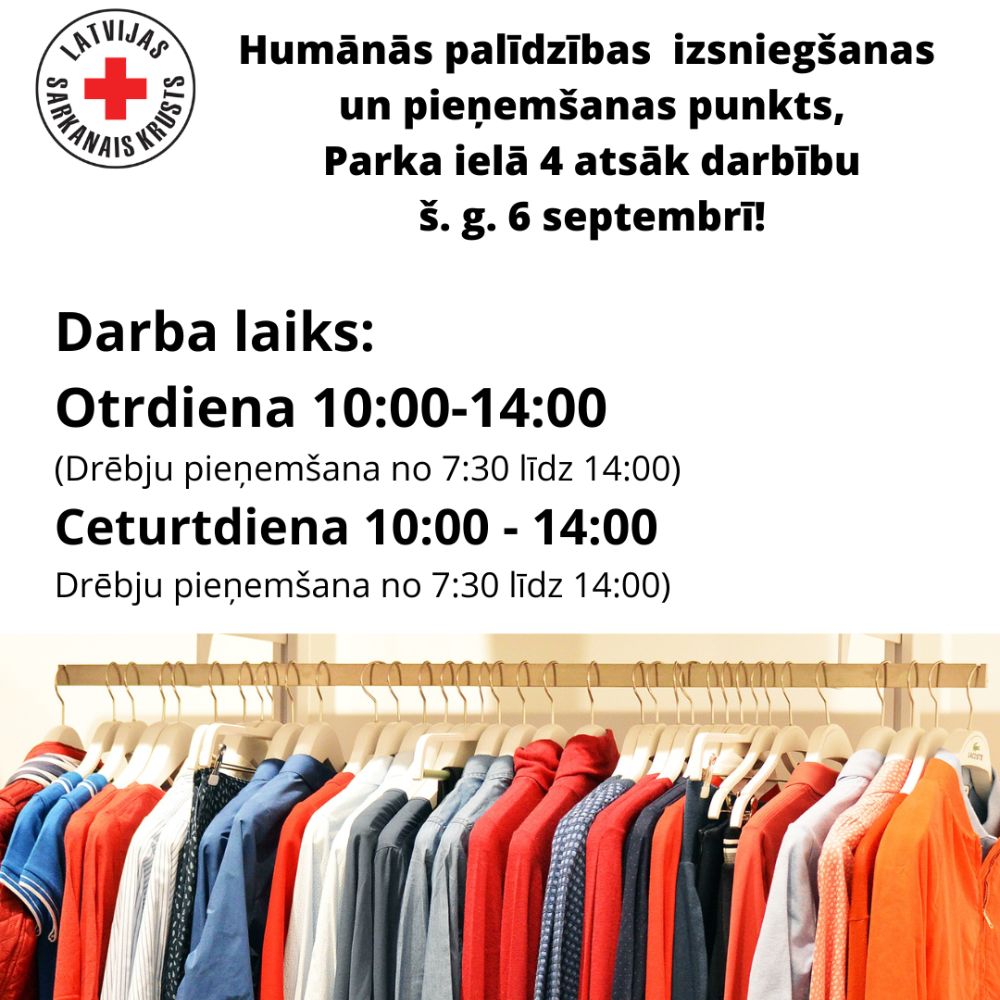 LATVIJAS
SARKANAIS KRUSTS
Humānās palīdzības  izsniegšanas
un pieņemšanas punkts,
Parka ielā 4 atsāk darbību
š. g. 6 septembrī!
Darba laiks:
Otrdiena 10:00-14:00
(Drēbju pieņemšana no 7:30 līdz 14:00)
Ceturtdiena 10:00 - 14:00
Drēbju pieņemšana no 7:30 līdz 14:00)
LACOSTE